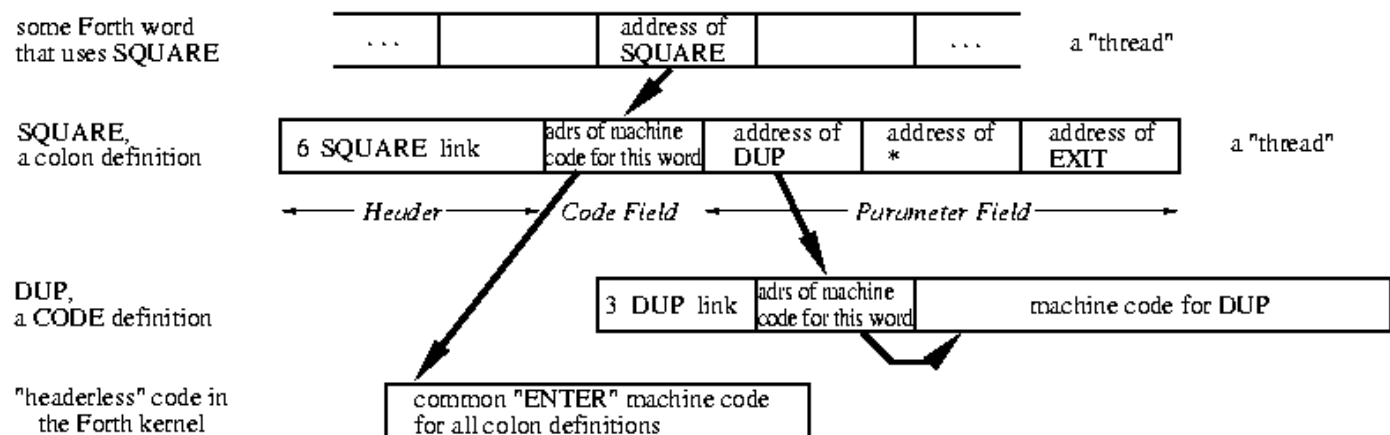 some Forth word
that uses SQUARE
. . .
address of
SQUARE
. . .
a "thread"
SQUARE,
a colon definition
6 SQUARE link
adrs of machine
code for this word
address of
DUP
address of
*
address of
EXIT
a "thread"
Header
Code Field
Parameter Field
DUP,
a CODE definition
3 DUP link
adrs of machine
code for this word
machine code for DUP
"headerless" code in
the Forth kernel
common "ENTER" machine code
for all colon definitions